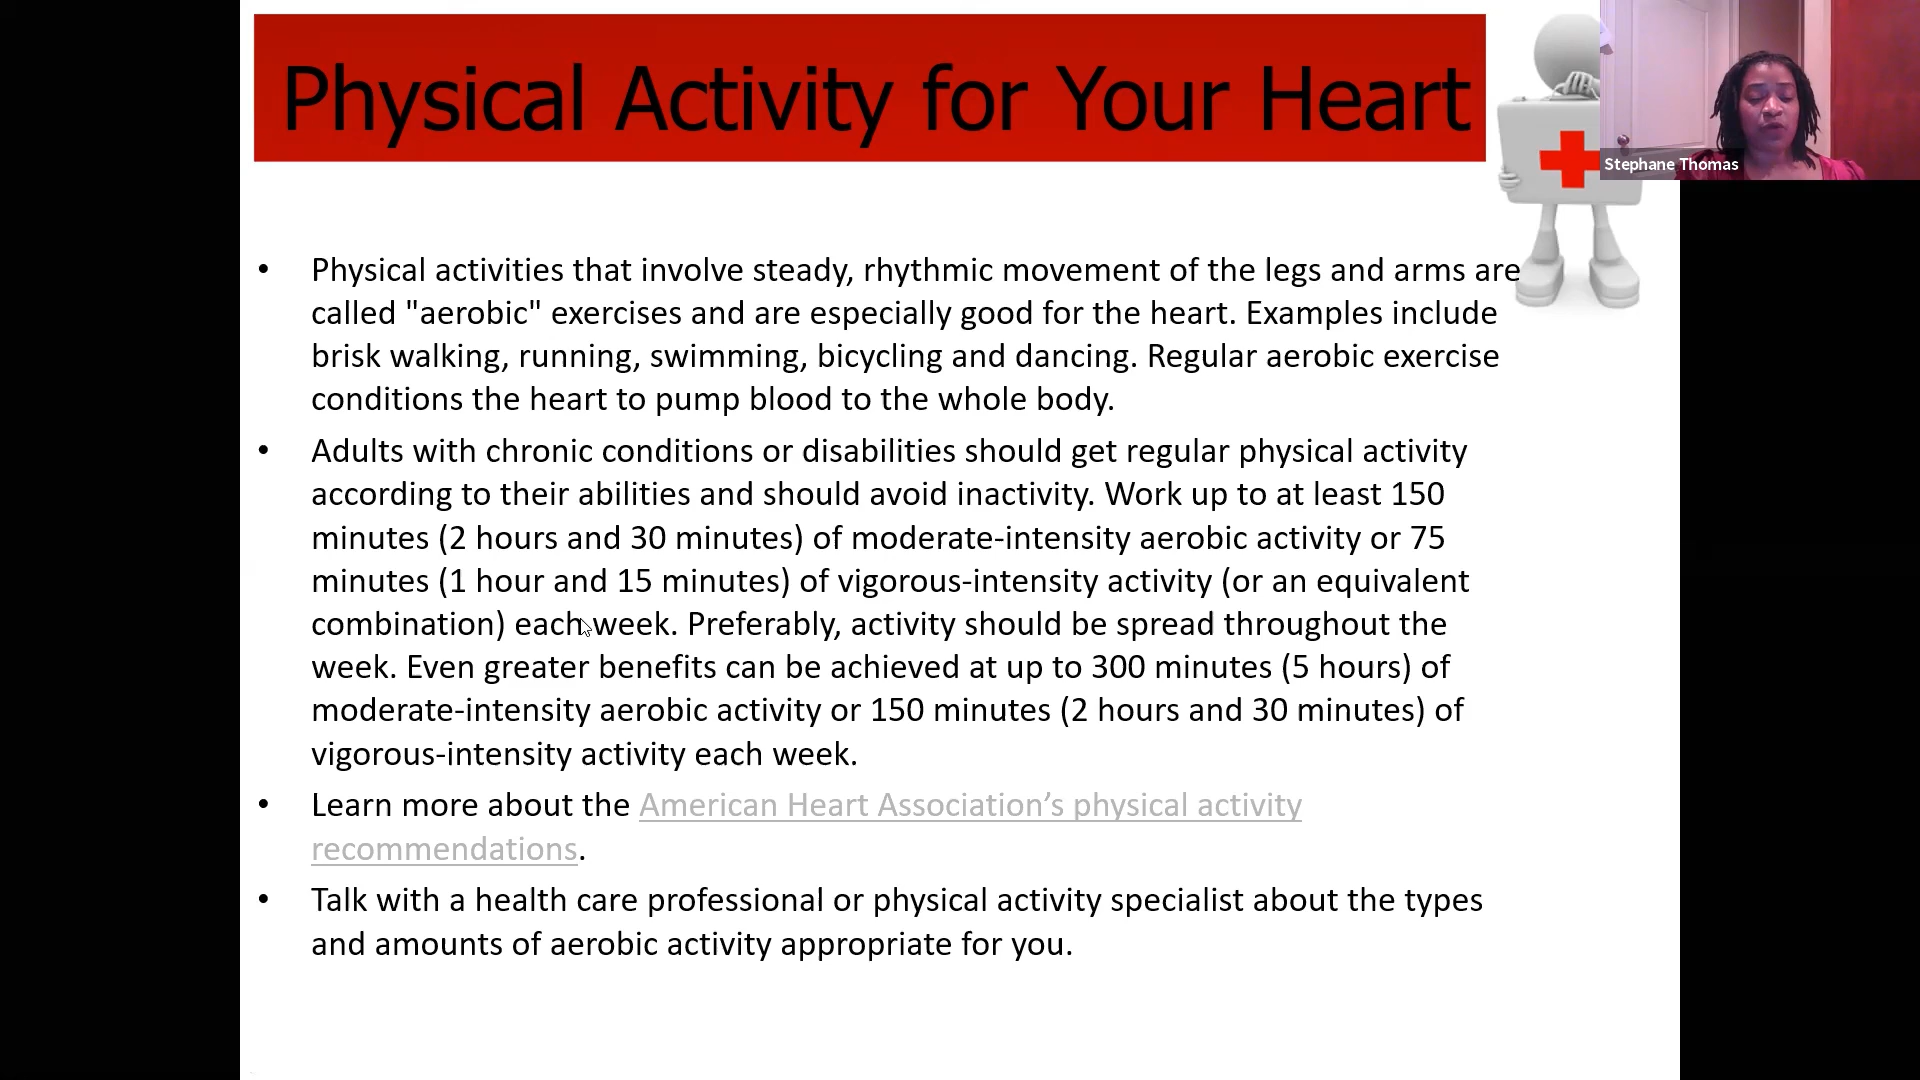 Physical Activity for Your Heart
Stephane Thomas
• Physical activities that involve steady, rhythmic movement of the legs and arms are
called "aerobic" exercises and are especially good for the heart. Examples include
brisk walking, running, swimming, bicycling and dancing. Regular aerobic exercise
conditions the heart to pump blood to the whole body.
• Adults with chronic conditions or disabilities should get regular physical activity
according to their abilities and should avoid inactivity. Work up to at least 150
minutes (2 hours and 30 minutes) of moderate-intensity aerobic activity or 75
minutes (1 hour and 15 minutes) of vigorous-intensity activity (or an equivalent
combination) each week. Preferably, activity should be spread throughout the
week. Even greater benefits can be achieved at up to 300 minutes (5 hours) of
moderate-intensity aerobic activity or 150 minutes (2 hours and 30 minutes) of
vigorous-intensity activity each week.
• Learn more about the American Heart Association’s physical activity
recommendations.
• Talk with a health care professional or physical activity specialist about the types
and amounts of aerobic activity appropriate for you.